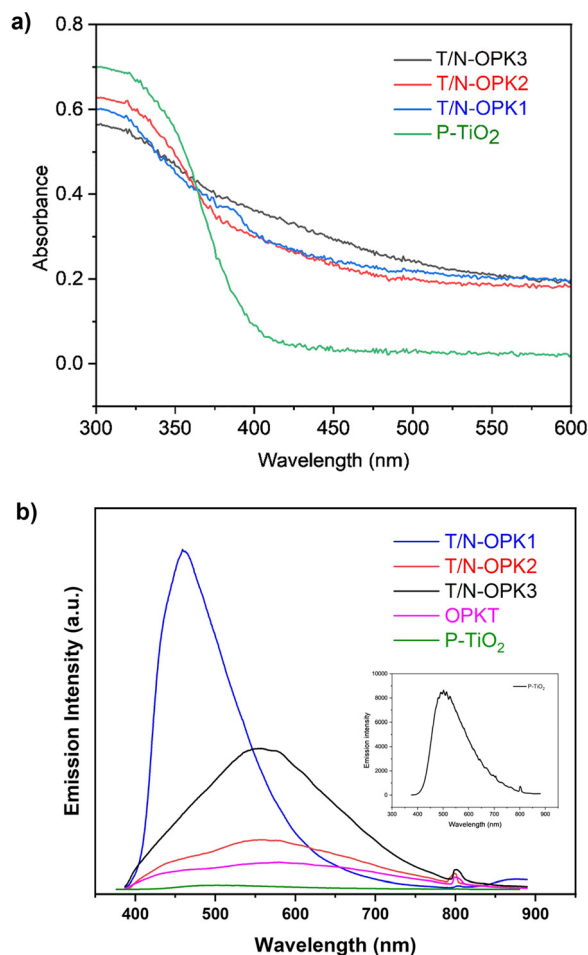 a)
0.8
0.6
0.4
0.2
0.0
Absorbance
T/N-OPK3
T/N-OPK2
T/N-OPK1
P-TiO2
300 350 400 450 500 550 600
Wavelength (nm)
b)
Emission Intensity (a.u.)
T/N-OPK1
T/N-OPK2
T/N-OPK3
OPKT
P-TiO2
10000
8000
6000
4000
2000
0
Emission intensity
P-TiO2
300 400 500 600 700 800 900
Wavelength (nm)
400 500 600 700 800 900
Wavelength (nm)